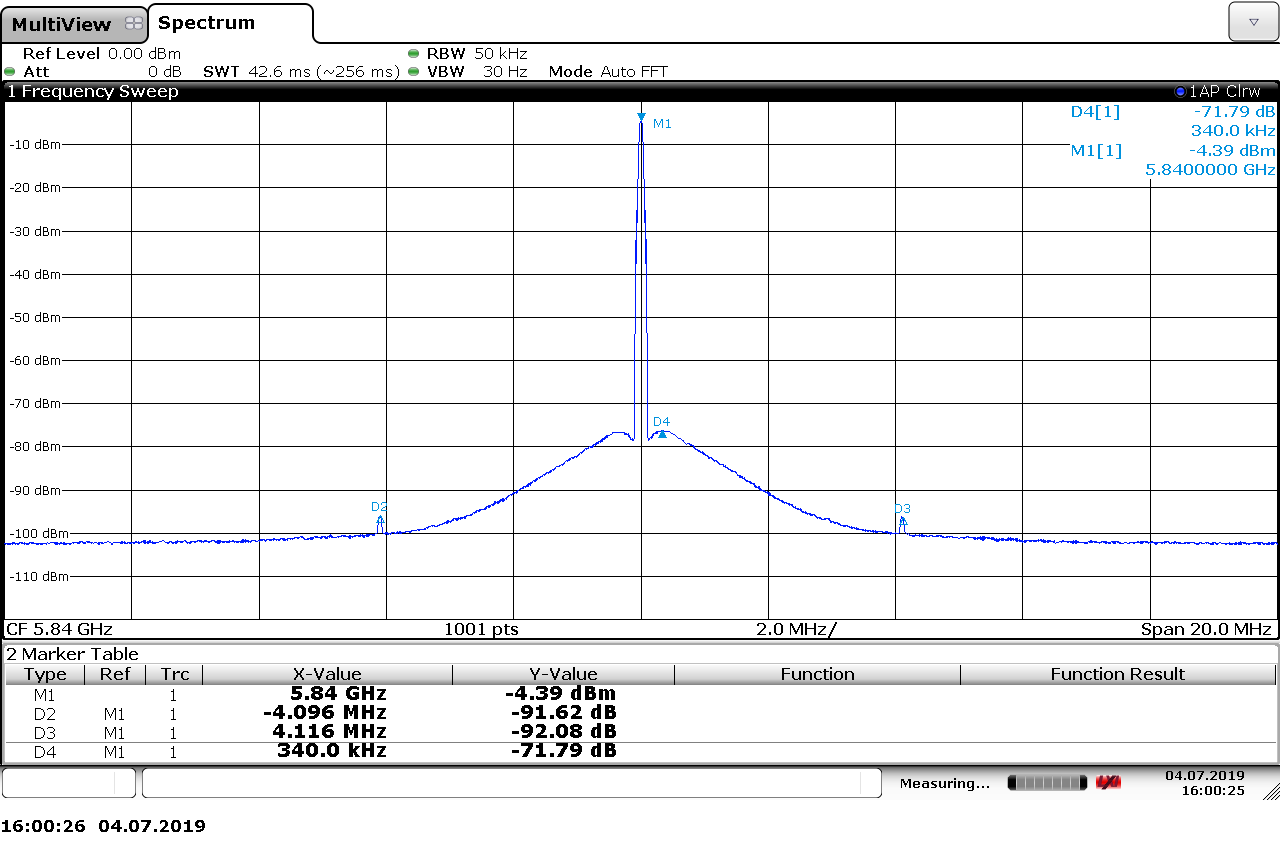 MultiView Spectrum
Ref Level 0.00 dBm RBW 50 kHz
Att 0 dB SWT 42.6 ms (~256 ms) VBW 30 Hz Mode Auto FFT
1 Frequency Sweep 1AP Clrw
D4[1] -71.79 dB
340.0 kHz
M1[1] -4.39 dBm
5.8400000 GHz
M1
-10 dBm
-20 dBm
-30 dBm
-40 dBm
-50 dBm
-60 dBm
-70 dBm
D4
-80 dBm
-90 dBm
D2 D3
-100 dBm
-110 dBm
CF 5.84 GHz 1001 pts 2.0 MHz/ Span 20.0 MHz
2 Marker Table
Type Ref Trc X-Value Y-Value Function Function Result
M1 1 5.84 GHz -4.39 dBm
D2 M1 1 -4.096 MHz -91.62 dB
D3 M1 1 4.116 MHz -92.08 dB
D4 M1 1 340.0 kHz -71.79 dB
Measuring... 04.07.2019
16:00:25
16:00:26 04.07.2019